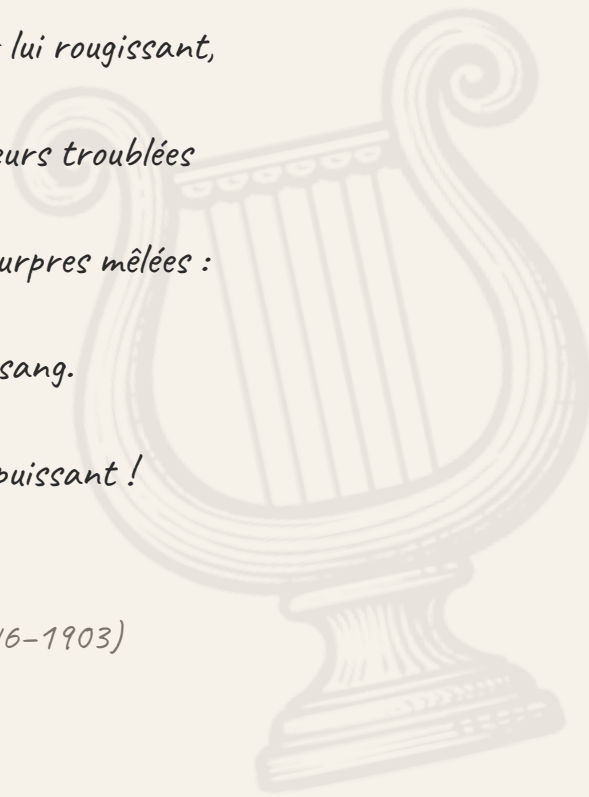 lui rougissant,
eurs troublées
urpres mêlées :
sang.
puissant !
6–1903)